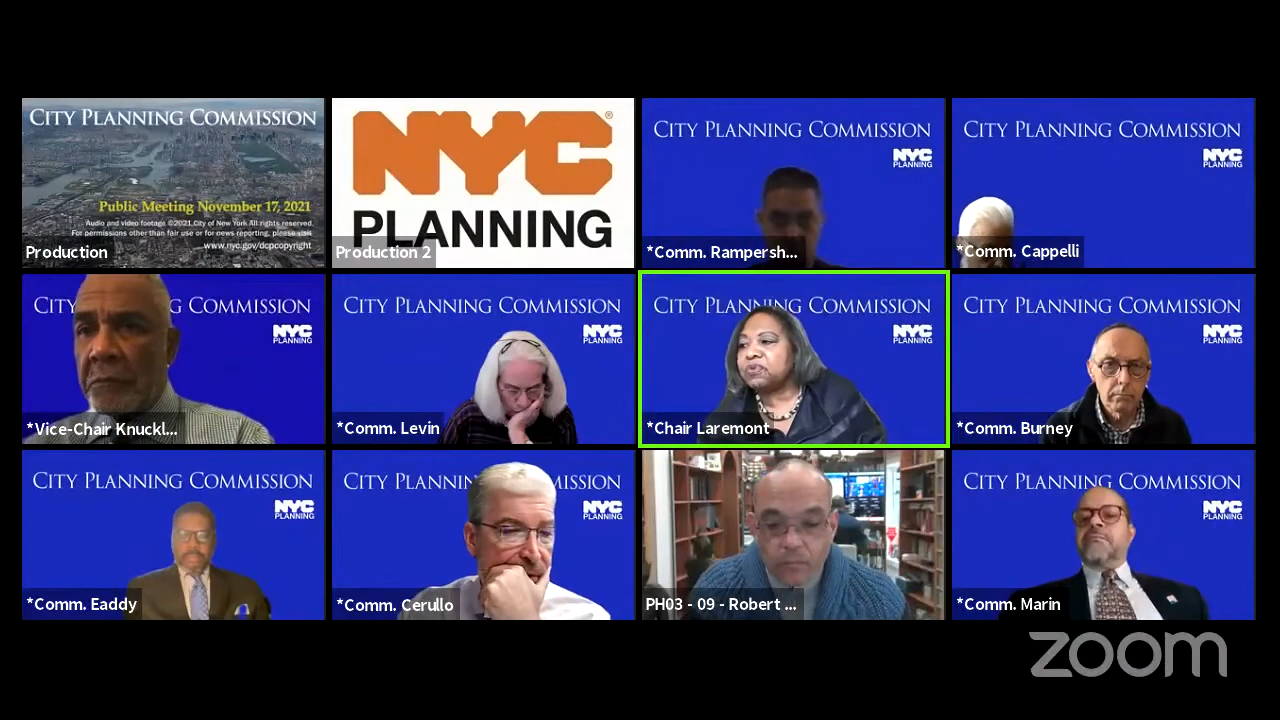 CITY PLANNING COMMISSION
Public Meeting November 17, 2021
Audio and video footage ©2021 City of New York All rights reserved.
For permissions other than fair use or for news reporting, please visit
www.nyc.gov/dcpcopyright
Production
NYC®
PLANNING
Production 2
CITY PLANNING COMMISSION
NYC
PLANNING
*Comm. Rampersh...
CITY PLANNING COMMISSION
NYC
PLANNING
*Comm. Cappelli
CITY PLANNING COMMISSION
NYC
PLANNING
*Vice-Chair Knuckl...
CITY PLANNING COMMISSION
NYC
PLANNING
*Comm. Levin
CITY PLANNING COMMISSION
NYC
PLANNING
*Chair Laremont
CITY PLANNING COMMISSION
NYC
PLANNING
*Comm. Burney
CITY PLANNING COMMISSION
NYC
PLANNING
*Comm. Eaddy
CITY PLANNIN MISSION
NYC
PLANNING
*Comm. Cerullo
PH03 - 09 - Robert ...
CITY PLANNING COMMISSION
NYC
PLANNING
*Comm. Marin
zoom